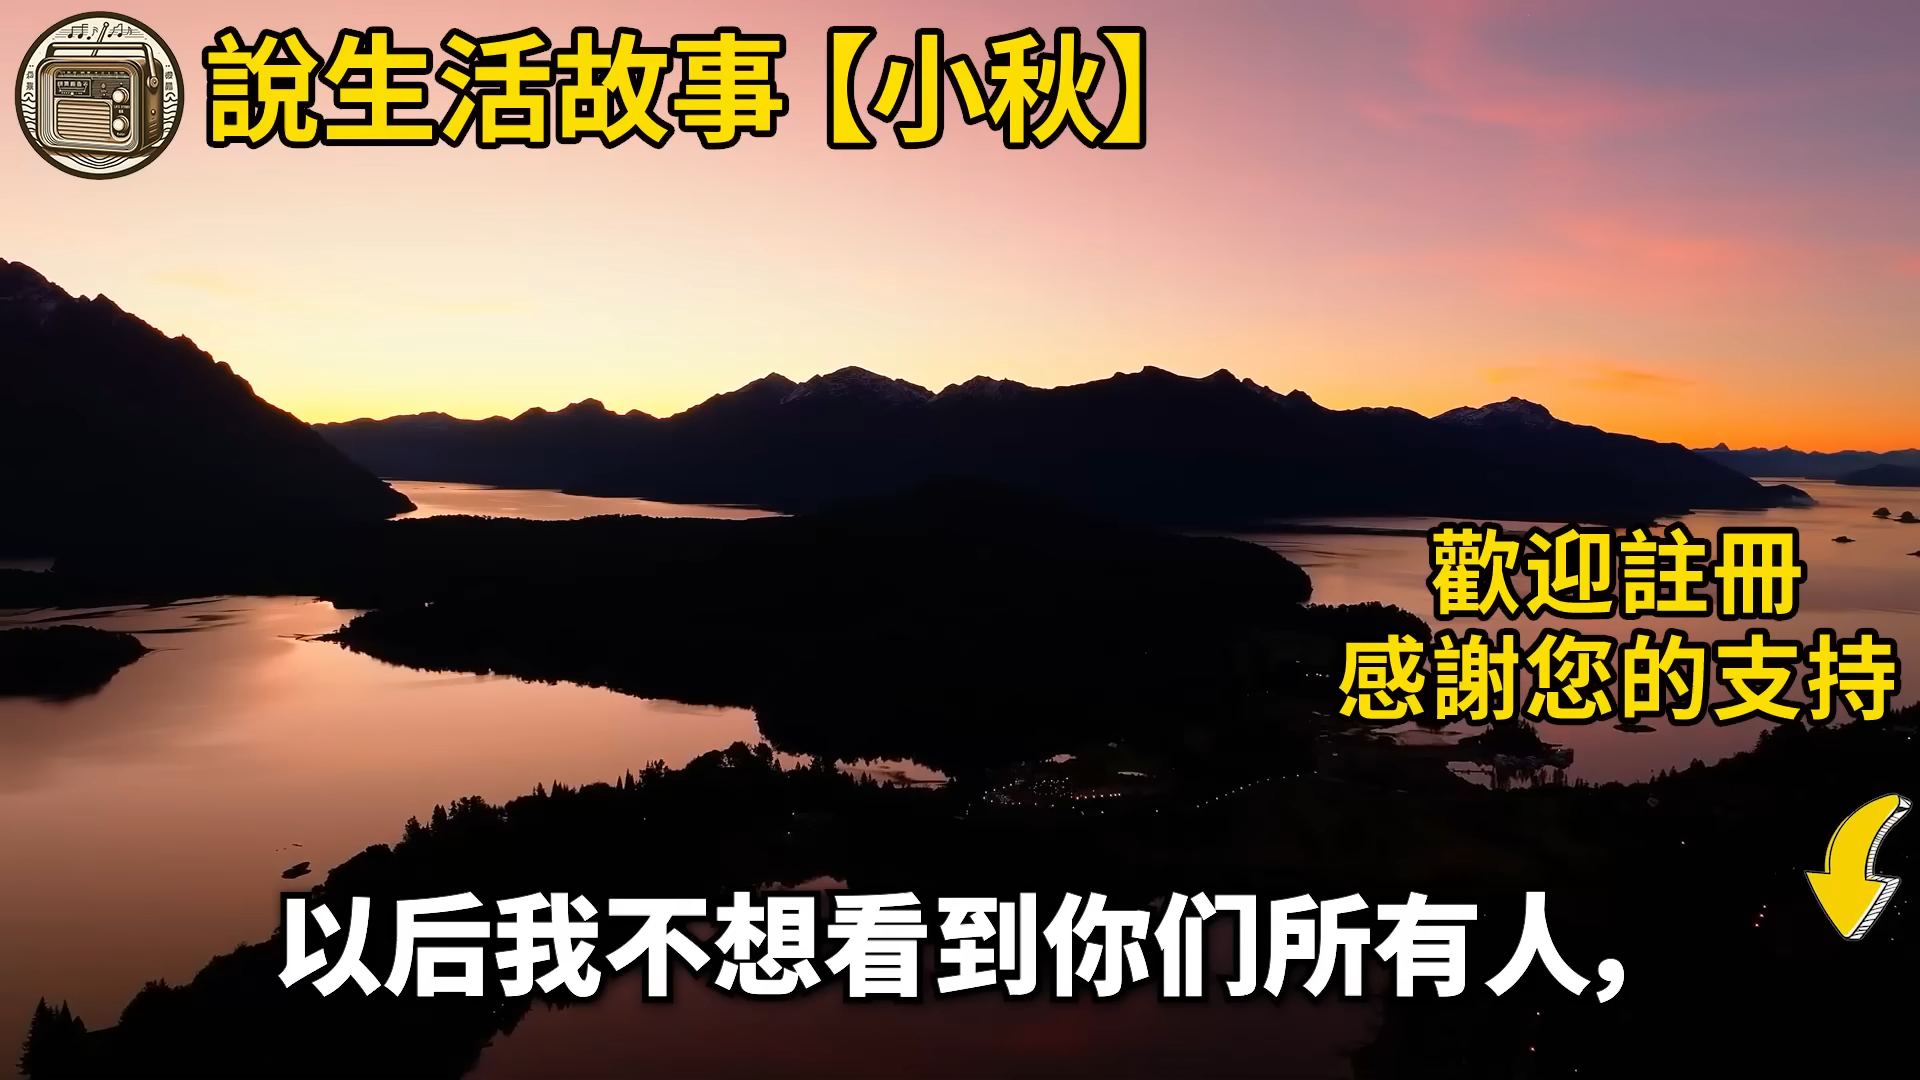 說生活故事【小秋】
歡迎註冊
感謝您的支持
以后我不想看到你们所有人,